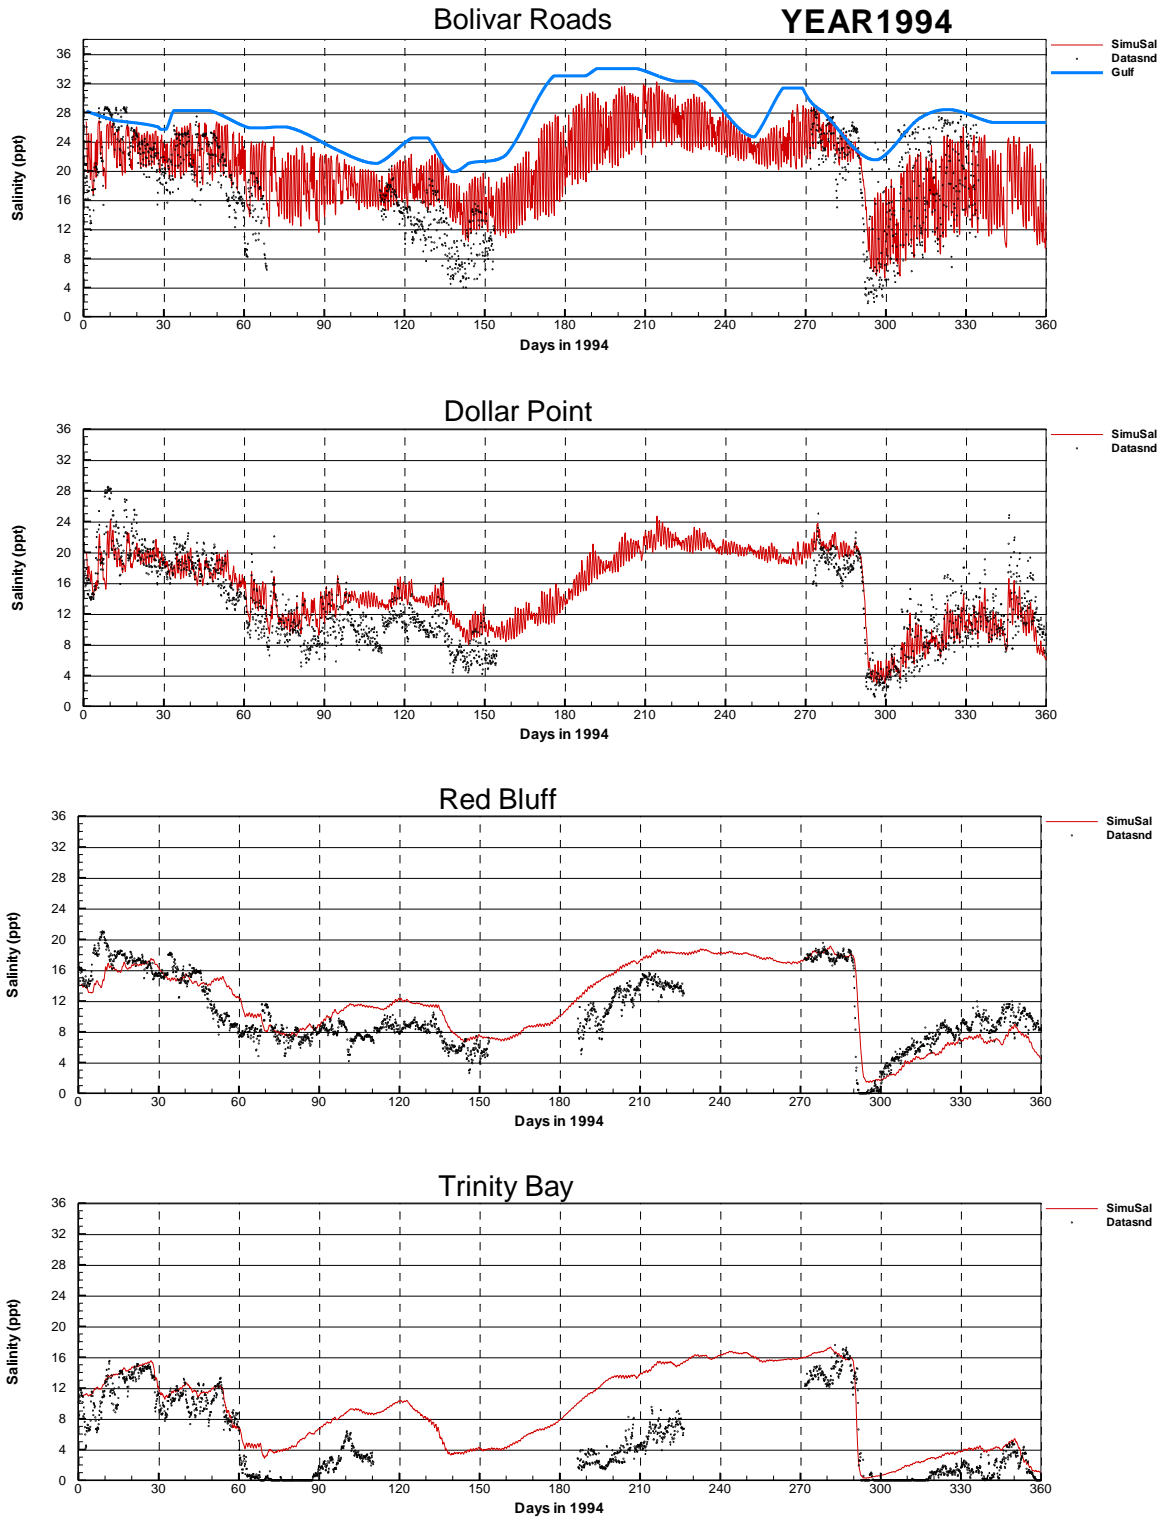 Bolivar Roads
YEAR1994
SimuSal
Datasnd
Gulf
Salinity (ppt)
36
32
28
24
20
16
12
8
4
0
0 30 60 90 120 150 180 210 240 270 300 330 360
Days in 1994
Dollar Point
SimuSal
Datasnd
Salinity (ppt)
36
32
28
24
20
16
12
8
4
0
0 30 60 90 120 150 180 210 240 270 300 330 360
Days in 1994
Red Bluff
SimuSal
Datasnd
Salinity (ppt)
36
32
28
24
20
16
12
8
4
0
0 30 60 90 120 150 180 210 240 270 300 330 360
Days in 1994
Trinity Bay
SimuSal
Datasnd
Salinity (ppt)
36
32
28
24
20
16
12
8
4
0
0 30 60 90 120 150 180 210 240 270 300 330 360
Days in 1994